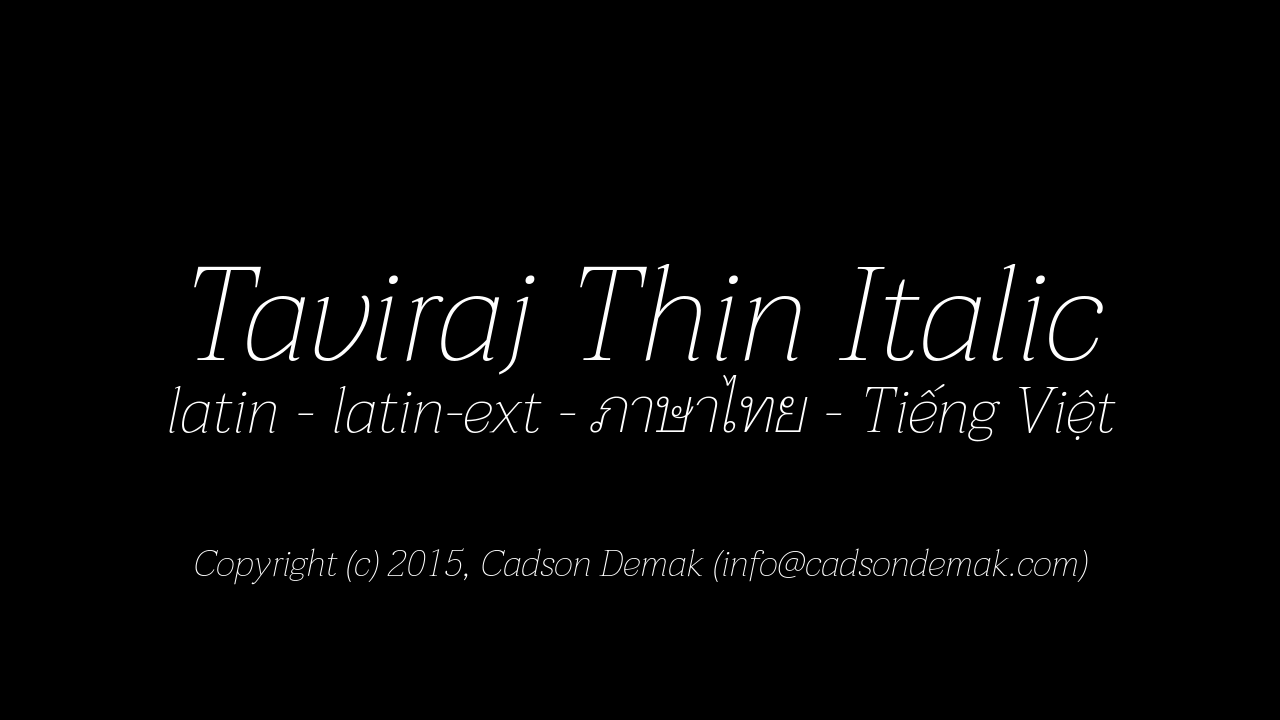 Taviraj Thin Italic
latin - latin-ext - ภาษาไทย - Tiếng Việt
Copyright (c) 2015, Cadson Demak (info@cadsondemak.com)